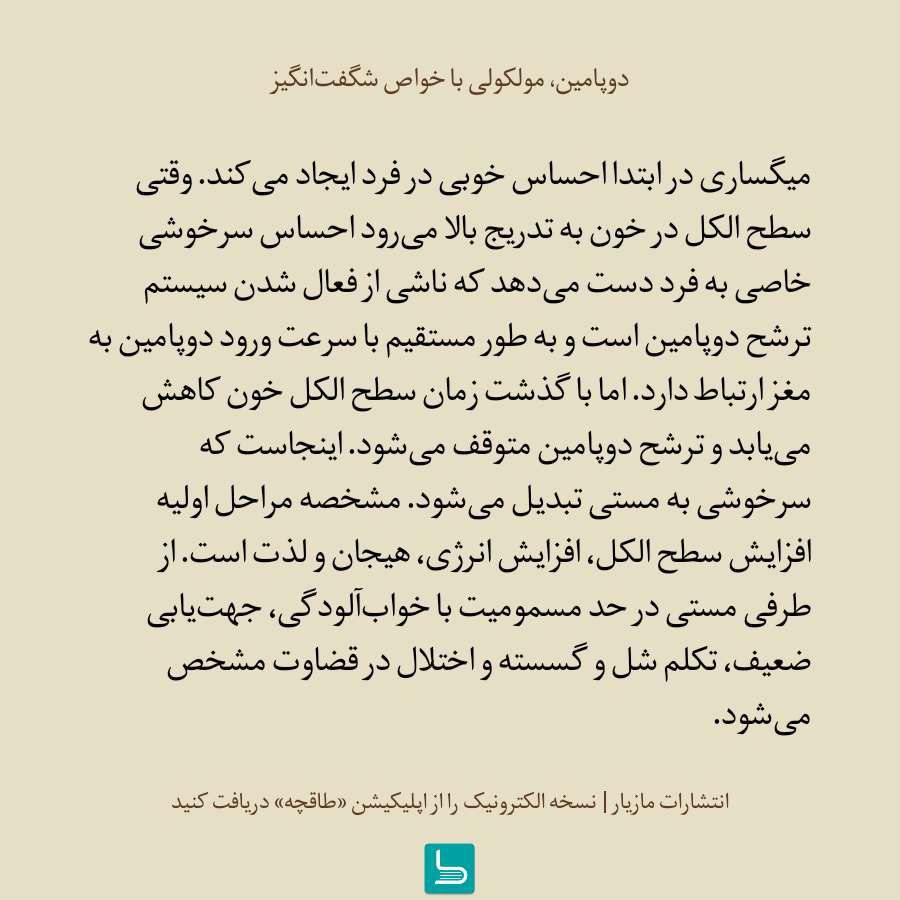 دوپامین، مولکولی با خواص شگفت‌انگیز
میگساری در ابتدا احساس خوبی در فرد ایجاد می‌کند. وقتی
سطح الکل در خون به تدریج بالا می‌رود احساس سرخوشی
خاصی به فرد دست می‌دهد که ناشی از فعال شدن سیستم
ترشح دوپامین است و به طور مستقیم با سرعت ورود دوپامین به
مغز ارتباط دارد. اما با گذشت زمان سطح الکل خون کاهش
می‌یابد و ترشح دوپامین متوقف می‌شود. اینجاست که
سرخوشی به مستی تبدیل می‌شود. مشخصه مراحل اولیه
افزایش سطح الکل، افزایش انرژی، هیجان و لذت است. از
طرفی مستی در حد مسمومیت با خواب‌آلودگی، جهت‌یابی
ضعیف، تکلم شل و گسسته و اختلال در قضاوت مشخص
می‌شود.
انتشارات مازیار | نسخه الکترونیک را از اپلیکیشن «طاقچه» دریافت کنید